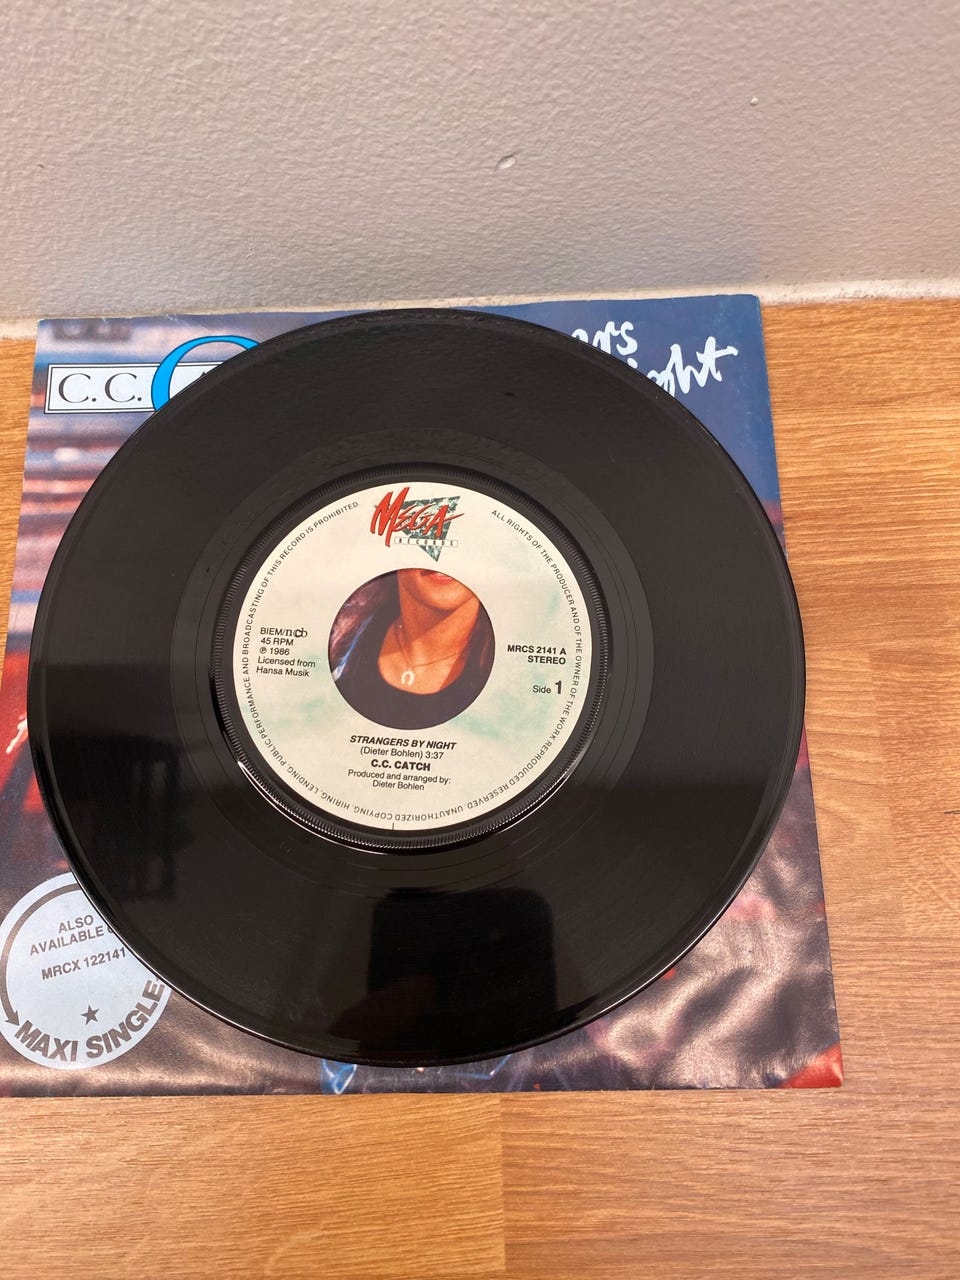 ers
ight
C.C.
MEGA
RECORDS
ALL RIGHTS OF THE PRODUCER AND OF THE OWNER OF THE WORK REPRODUCED RESERVED. UNAUTHORIZED COPYING, HIRING, LENDING, PUBLIC PERFORMANCE AND BROADCASTING OF THIS RECORD IS PROHIBITED.
BIEM/ncb
45 RPM
℗ 1986
Licensed from
Hansa Musik
MRCS 2141 A
STEREO
Side 1
STRANGERS BY NIGHT
(Dieter Bohlen) 3:37
C.C. CATCH
Produced and arranged by:
Dieter Bohlen
ALSO
AVAILABLE
MRCX 122141
MAXI SINGLE